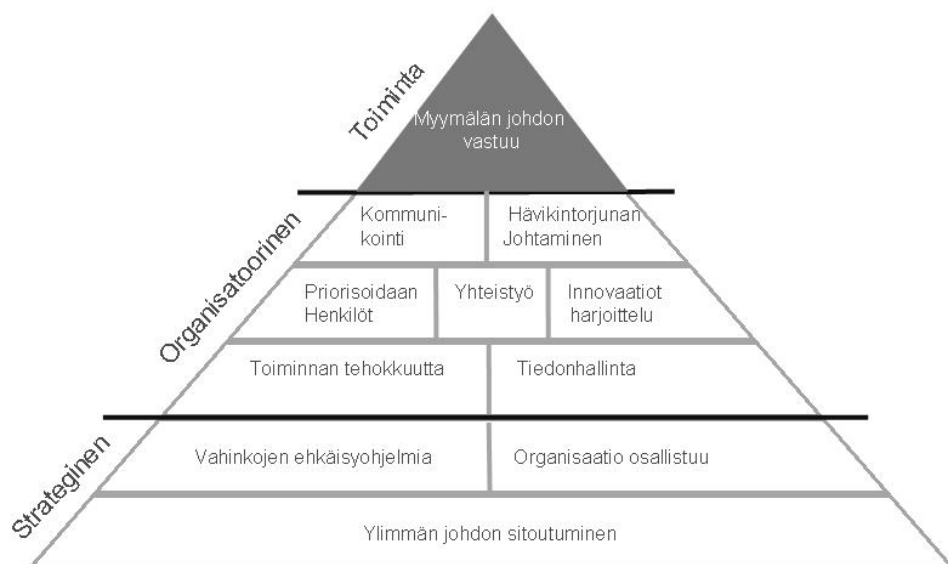 Toiminta
Myymälän johdon
vastuu
Organisatoorinen
Kommuni-
kointi
Hävikintorjunan
Johtaminen
Priorisoidaan
Henkilöt
Yhteistyö
Innovaatiot
harjoittelu
Toiminnan tehokkuutta
Tiedonhallinta
Strateginen
Vahinkojen ehkäisyohjelmia
Organisaatio osallistuu
Ylimmän johdon sitoutuminen